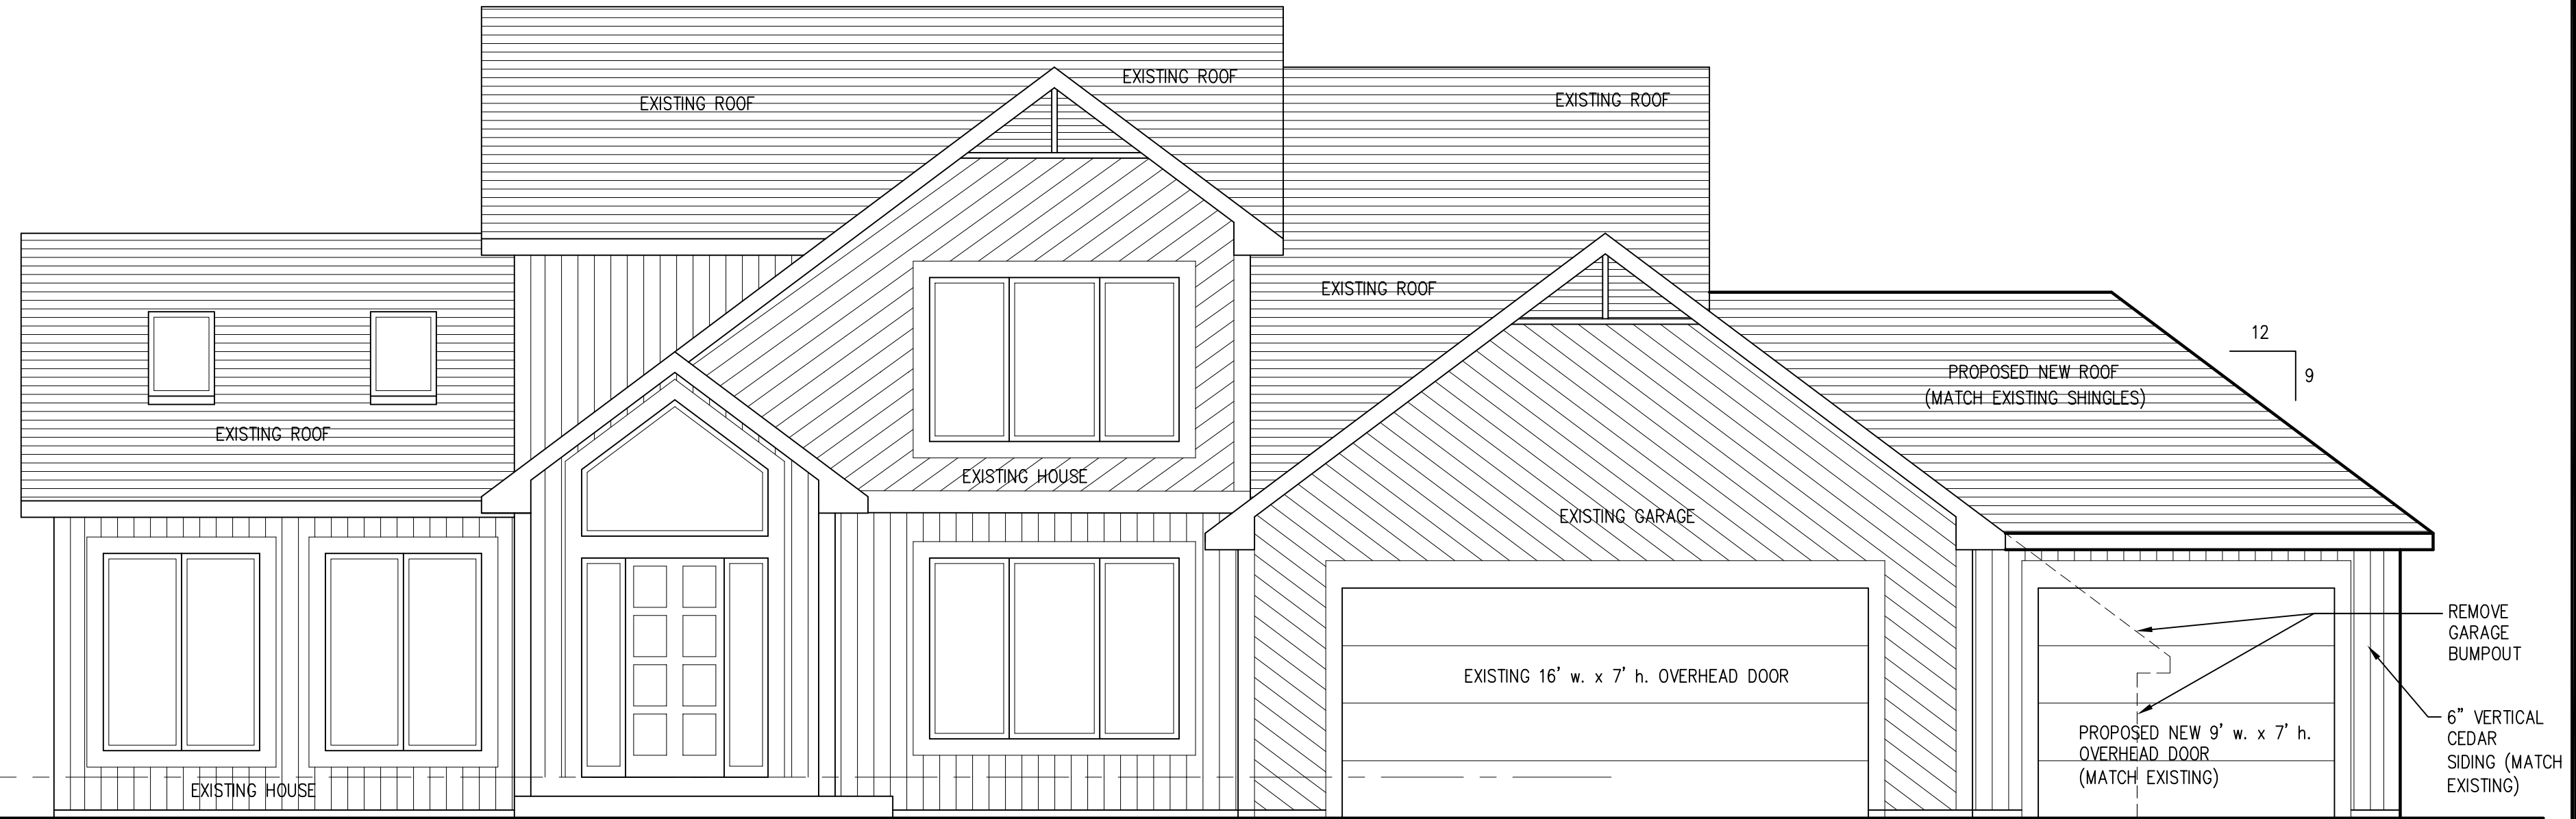 EXISTING ROOF
EXISTING ROOF
EXISTING ROOF
EXISTING ROOF
12
9
PROPOSED NEW ROOF
(MATCH EXISTING SHINGLES)
EXISTING ROOF
EXISTING HOUSE
EXISTING GARAGE
REMOVE
GARAGE
BUMPOUT
EXISTING 16' w. x 7' h. OVERHEAD DOOR
6" VERTICAL
CEDAR
SIDING (MATCH
EXISTING)
PROPOSED NEW 9' w. x 7' h.
OVERHEAD DOOR
(MATCH EXISTING)
EXISTING HOUSE